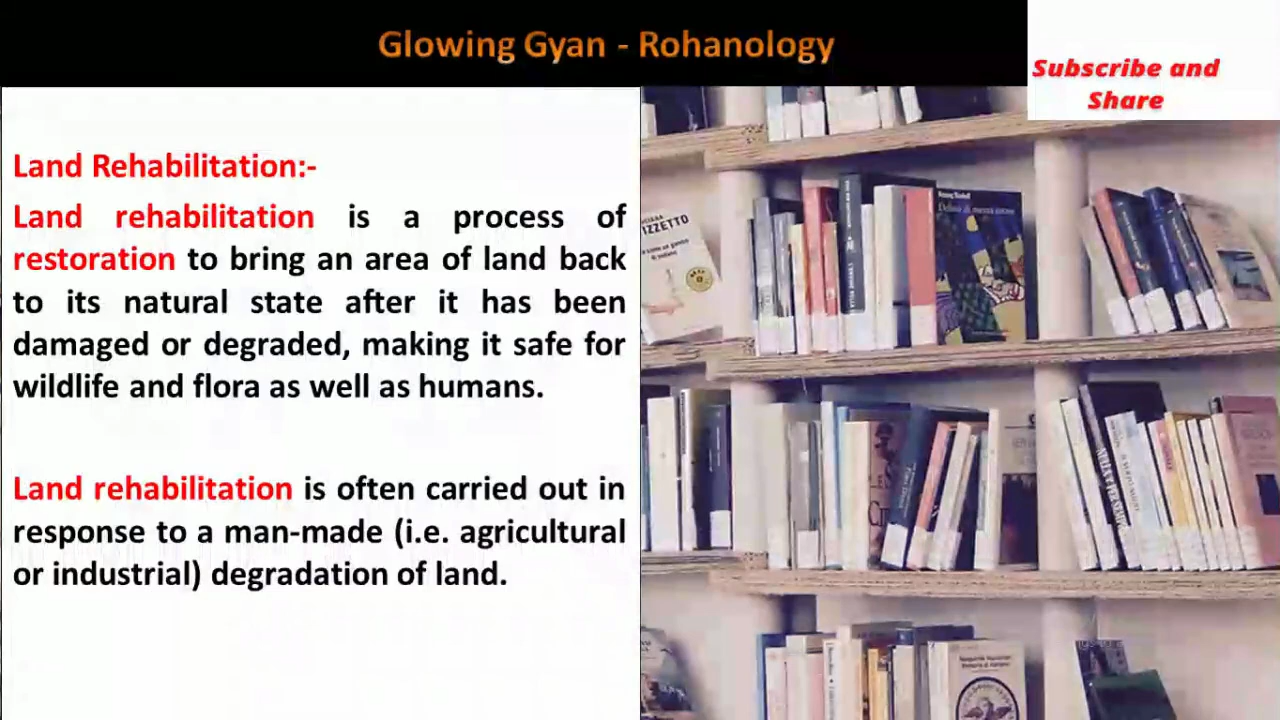 Glowing Gyan - Rohanology
Subscribe and
Share
Land Rehabilitation:-
Land rehabilitation is a process of
restoration to bring an area of land back
to its natural state after it has been
damaged or degraded, making it safe for
wildlife and flora as well as humans.
Land rehabilitation is often carried out in
response to a man-made (i.e. agricultural
or industrial) degradation of land.
IZZETTO